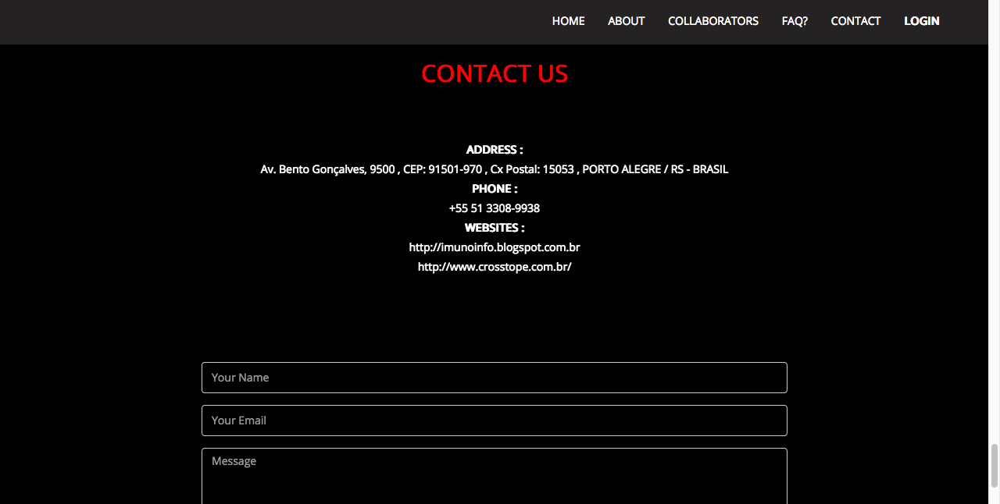 HOME ABOUT COLLABORATORS FAQ? CONTACT LOGIN
CONTACT US
ADDRESS :
Av. Bento Gonçalves, 9500 , CEP: 91501-970 , Cx Postal: 15053 , PORTO ALEGRE / RS - BRASIL
PHONE :
+55 51 3308-9938
WEBSITES :
http://imunoinfo.blogspot.com.br
http://www.crosstope.com.br/
Your Name
Your Email
Message